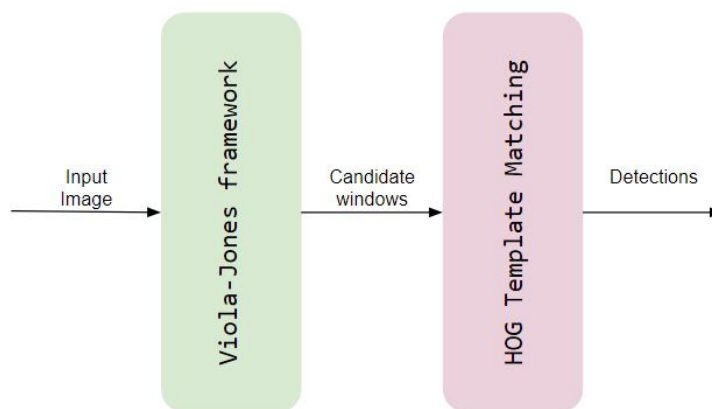 Input
Image
Viola-Jones framework
Candidate
windows
HOG Template Matching
Detections